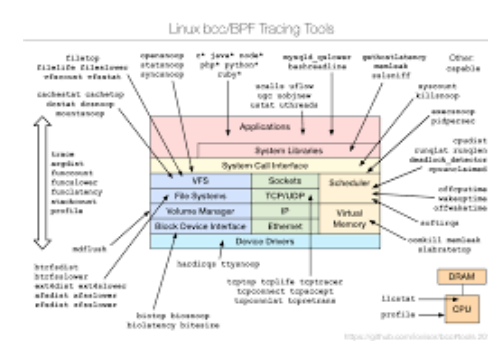 Linux bcc/BPF Tracing Tools
filetop
filelife fileslower
vfscount vfsstat
opensnoop
statsnoop
syncsnoop
c* java* node*
php* python*
ruby*
mysqld_qslower
bashreadline
gethostlatency
memleak
sslsniff
Other:
capable
cachestat cachetop
dcstat dcsnoop
mountsnoop
ucalls uflow
ugc uobjnew
ustat uthreads
syscount
killsnoop
execsnoop
pidpersec
Applications
System Libraries
System Call Interface
trace
argdist
funccount
funcslower
funclatency
stackcount
profile
VFS
Sockets
Scheduler
File Systems
TCP/UDP
Volume Manager
IP
Virtual
Memory
Block Device Interface
Ethernet
Device Drivers
cpudist
runqlat runqlen
deadlock_detector
cpuunclaimed
offcputime
wakeuptime
offwaketime
softirqs
mdflush
oomkill memleak
slabratetop
hardirqs ttysnoop
btrfsdist
btrfsslower
ext4dist ext4slower
tcptop tcplife tcptracer
tcpconnect tcpaccept
tcpconnlat tcpretrans
biotop biosnoop
biolatency bitesize
DRAM
llcstat
CPU
profile